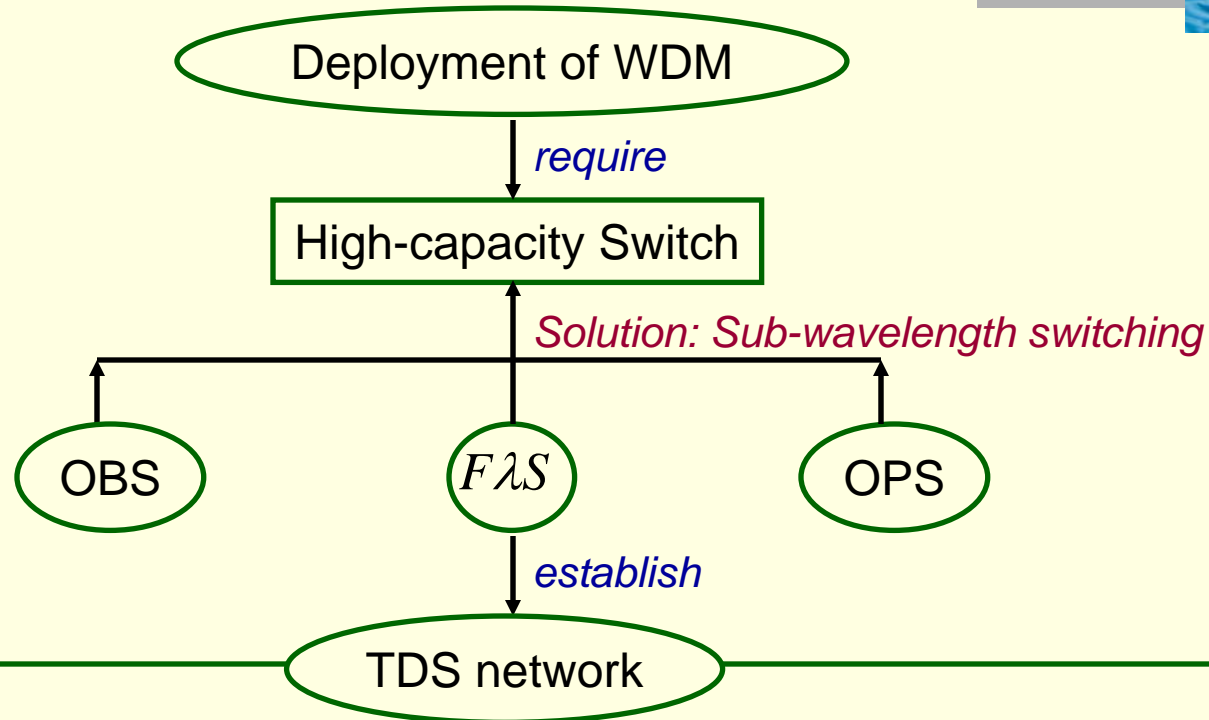 Deployment of WDM
require
High-capacity Switch
Solution: Sub-wavelength switching
OBS
FλS
OPS
establish
TDS network